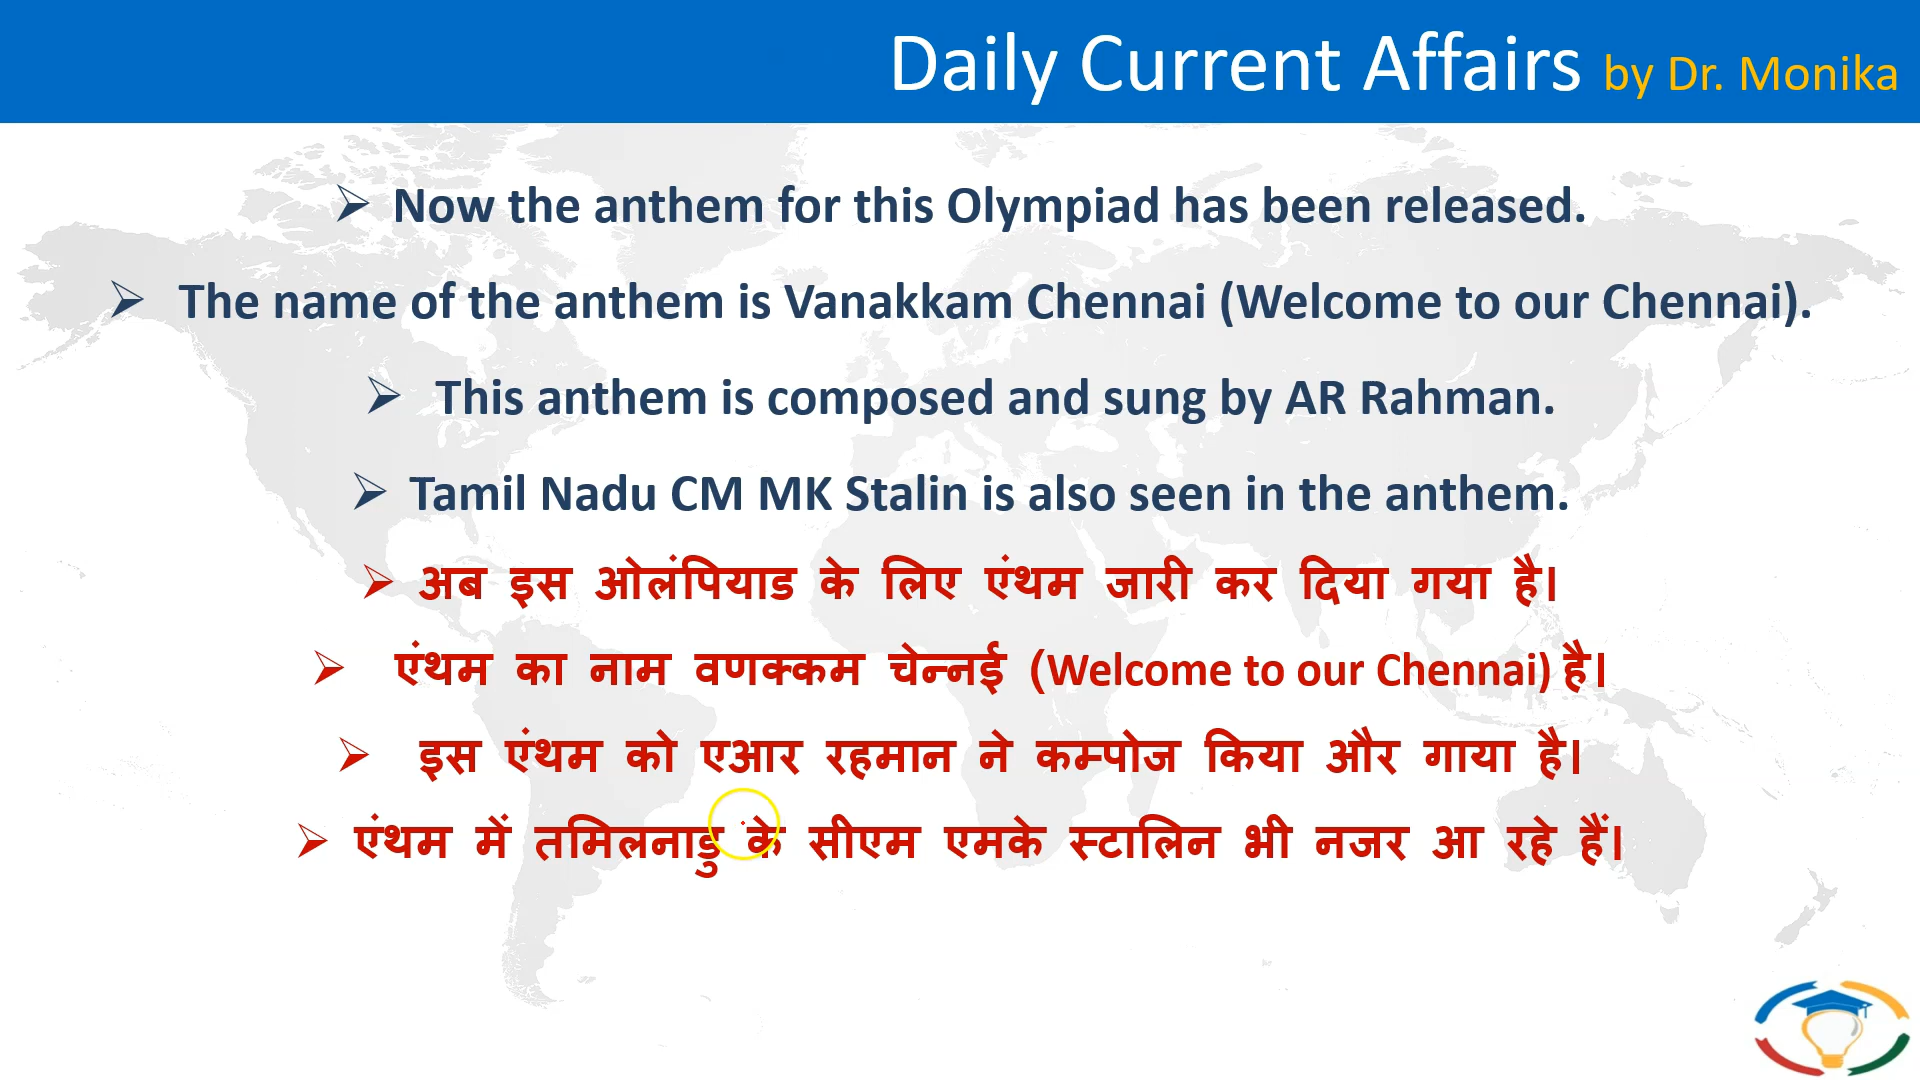 Daily Current Affairs by Dr. Monika
➢ Now the anthem for this Olympiad has been released.
➢ The name of the anthem is Vanakkam Chennai (Welcome to our Chennai).
➢ This anthem is composed and sung by AR Rahman.
➢ Tamil Nadu CM MK Stalin is also seen in the anthem.
➢ अब इस ओलंपियाड के लिए एंथम जारी कर दिया गया है।
➢ एंथम का नाम वणक्कम चेन्नई (Welcome to our Chennai) है।
➢ इस एंथम को एआर रहमान ने कम्पोज किया और गाया है।
➢ एंथम में तमिलनाडु के सीएम एमके स्टालिन भी नजर आ रहे हैं।